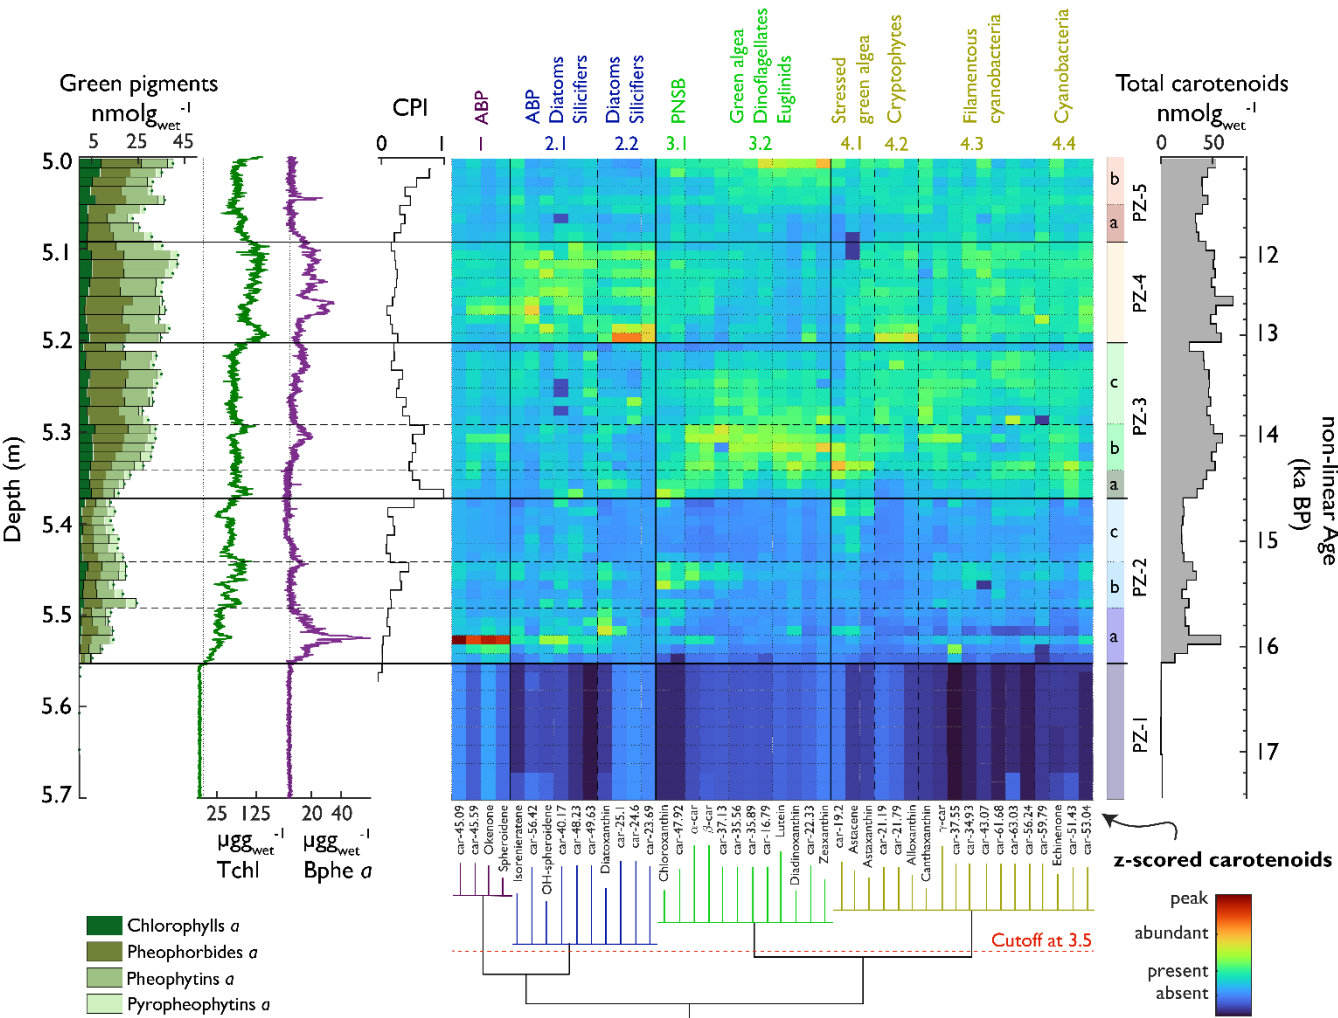 Green pigments
nmolg_wet^-1
5 25 45
CPI
0 1
ABP
1
ABP
Diatoms
Silicifiers
2.1
Diatoms
Silicifiers
2.2
PNSB
3.1
Green algea
Dinoflagellates
Euglinids
3.2
Stressed
green algea
4.1
Cryptophytes
4.2
Filamentous
cyanobacteria
4.3
Cyanobacteria
4.4
Total carotenoids
nmolg_wet^-1
0 50
Depth (m)
5.0
5.1
5.2
5.3
5.4
5.5
5.6
5.7
b
a
PZ-5
PZ-4
c
b
a
PZ-3
c
b
a
PZ-2
PZ-1
12
13
14
15
16
17
non-linear Age
(ka BP)
25 125
µgg_wet^-1
Tchl
20 40
µgg_wet^-1
Bphe a
car-45.09
car-45.59
Okenone
Spheroidene
Isorenieratene
car-56.42
OH-spheroidene
car-40.17
car-48.23
car-49.63
Diatoxanthin
car-25.1
car-24.6
car-23.69
Chloroxanthin
car-47.92
α-car
β-car
car-37.13
car-35.56
car-35.89
car-16.79
Lutein
Diadinoxanthin
car-22.33
Zeaxanthin
car-19.2
Astacene
Astaxanthin
car-21.19
car-21.79
Alloxanthin
Canthaxanthin
γ-car
car-37.55
car-34.93
car-43.07
car-61.68
car-63.03
car-56.24
car-59.79
Echinenone
car-51.43
car-53.04
z-scored carotenoids
peak
abundant
present
absent
Cutoff at 3.5
Chlorophylls a
Pheophorbides a
Pheophytins a
Pyropheophytins a